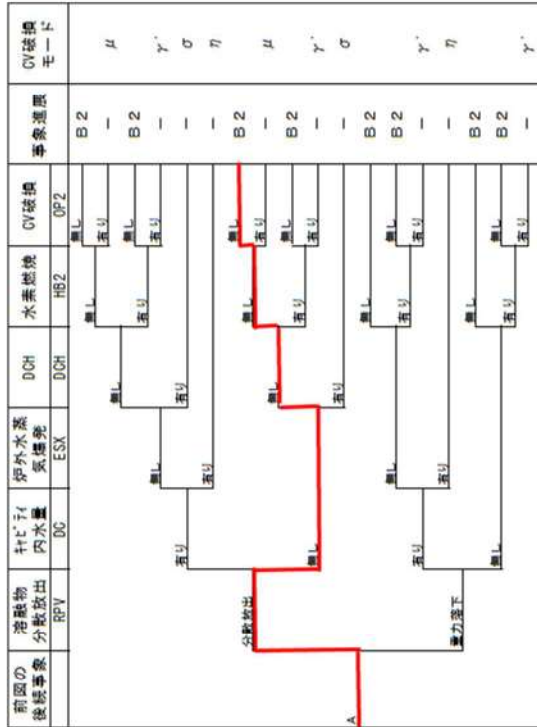 前図の
後続事象
溶融物
分散放出
RPV
キャビティ
内水量
DC
炉外水蒸
気爆発
ESX
DCH
DCH
水素燃焼
HB2
CV破損
OP2
事象進展
CV破損
モード
無し
B2
無し
有り
－
μ
無し
無し
B2
有り
有り
－
γ'
無し
有り
－
σ
有り
有り
－
η
分散放出
無し
B2
無し
有り
－
μ
無し
無し
B2
有り
有り
－
γ'
無し
有り
－
σ
A
無し
B2
無し
無し
B2
有り
有り
－
γ'
有り
有り
－
η
重力落下
無し
B2
無し
無し
B2
有り
有り
－
γ'